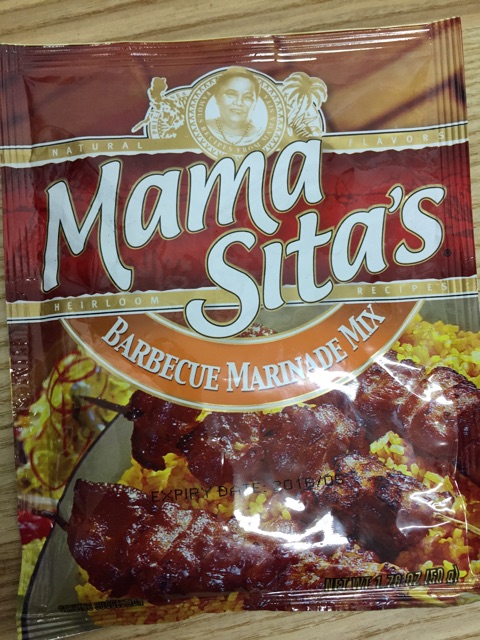 NATURAL FLAVORS
Mama
Sita's
HEIRLOOM RECIPES
BARBECUE MARINADE MIX
EXPIRY DATE 2016/06
NET WT 1.76 OZ (50 g)